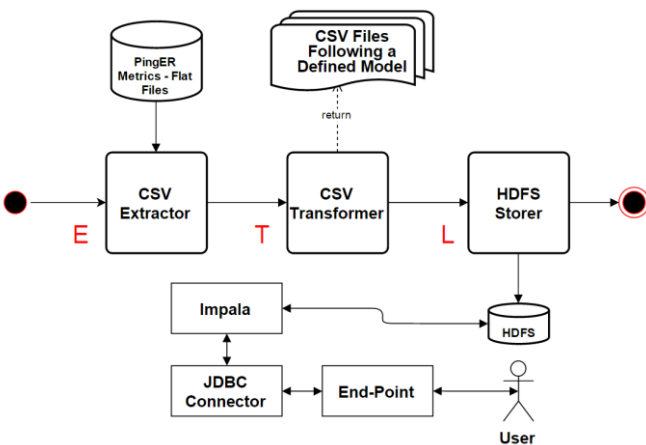 PingER
Metrics - Flat
Files
CSV Files
Following a
Defined Model
return
CSV
Extractor
CSV
Transformer
HDFS
Storer
E
T
L
Impala
HDFS
JDBC
Connector
End-Point
User